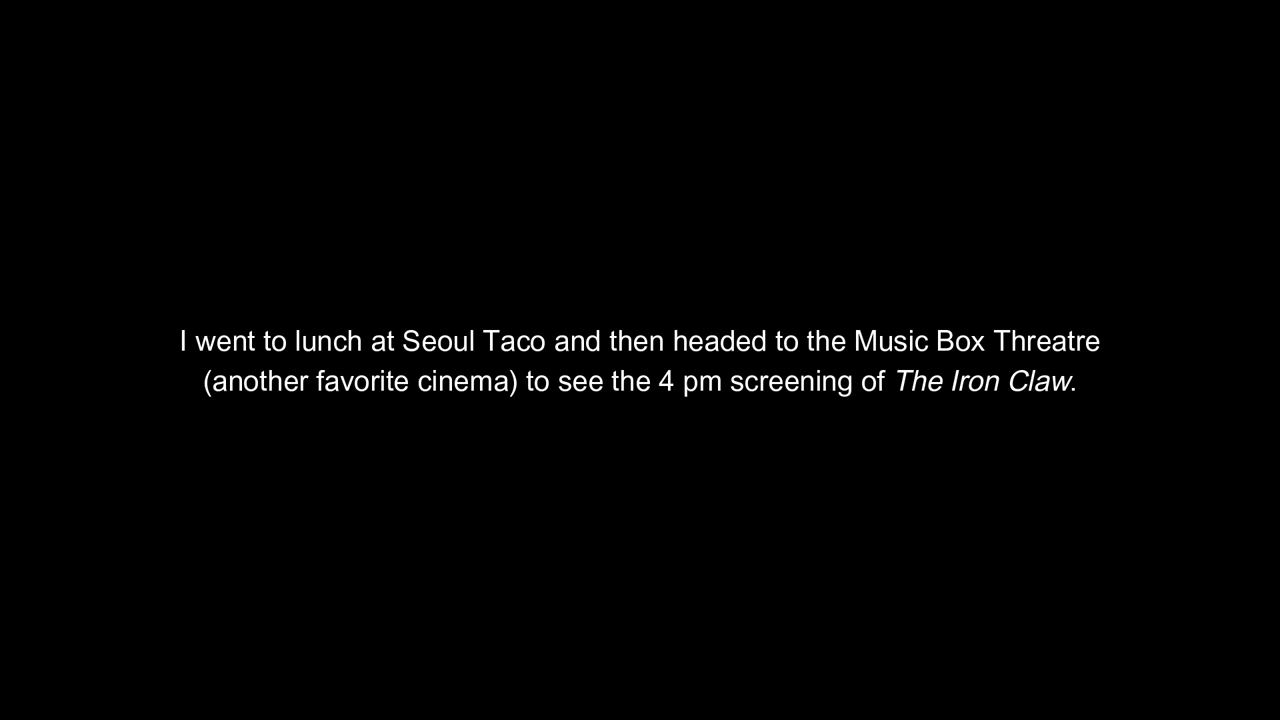 I went to lunch at Seoul Taco and then headed to the Music Box Threatre
(another favorite cinema) to see the 4 pm screening of The Iron Claw.